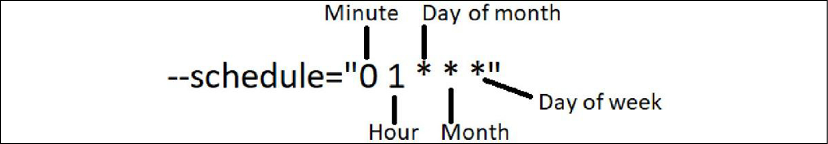 Minute Day of month
--schedule="0 1 * * *"
Day of week
Hour Month